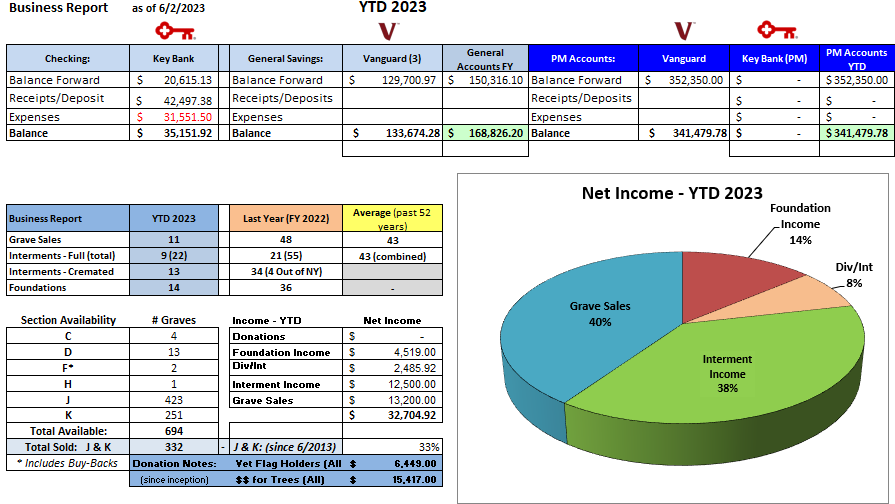 Business Report as of 6/2/2023 YTD 2023
V V
Checking: Key Bank General Savings: Vanguard (3) General Accounts FY PM Accounts: Vanguard Key Bank (PM) PM Accounts YTD
Balance Forward $ 20,615.13 Balance Forward $ 129,700.97 $ 150,316.10 Balance Forward $ 352,350.00 $ - $352,350.00
Receipts/Deposit $ 42,497.38 Receipts/Deposits Receipts/Deposits $ - $ -
Expenses $ 31,551.50 Expenses Expenses $ - $ -
Balance $ 35,151.92 Balance $ 133,674.28 $ 168,826.20 Balance $ 341,479.78 $ - $341,479.78
Business Report YTD 2023 Last Year (FY 2022) Average (past 52 years)
Grave Sales 11 48 43
Interments - Full (total) 9 (22) 21 (55) 43 (combined)
Interments - Cremated 13 34 (4 Out of NY)
Foundations 14 36 -
Section Availability # Graves Income - YTD Net Income
C 4 Donations $ -
D 13 Foundation Income $ 4,519.00
F* 2 Div/Int $ 2,485.92
H 1 Interment Income $ 12,500.00
J 423 Grave Sales $ 13,200.00
K 251 $ 32,704.92
Total Available: 694
Total Sold: J & K 332 - J & K: (since 6/2013) 33%
* Includes Buy-Backs Donation Notes: Vet Flag Holders (All $ 6,449.00
(since inception) $$ for Trees (All) $ 15,417.00
Net Income - YTD 2023
Foundation
Income
14%
Div/Int
8%
Grave Sales
40%
Interment
Income
38%